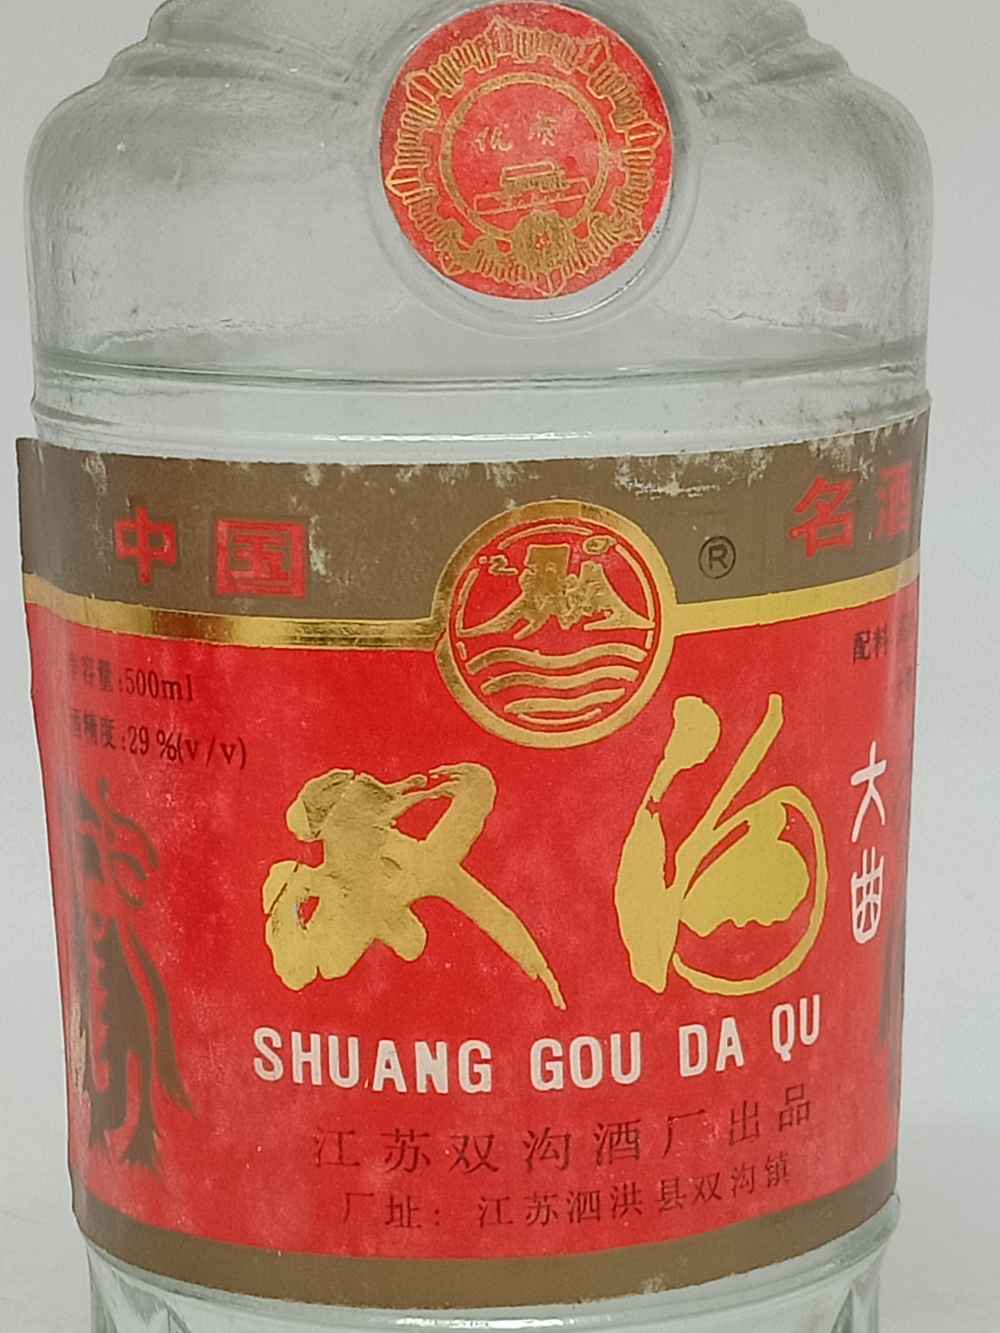 优质
中国名酒
®
净容量:500ml
酒精度:29%(v/v)
配料
双沟
大曲
SHUANG GOU DA QU
江苏双沟酒厂出品
厂址：江苏泗洪县双沟镇